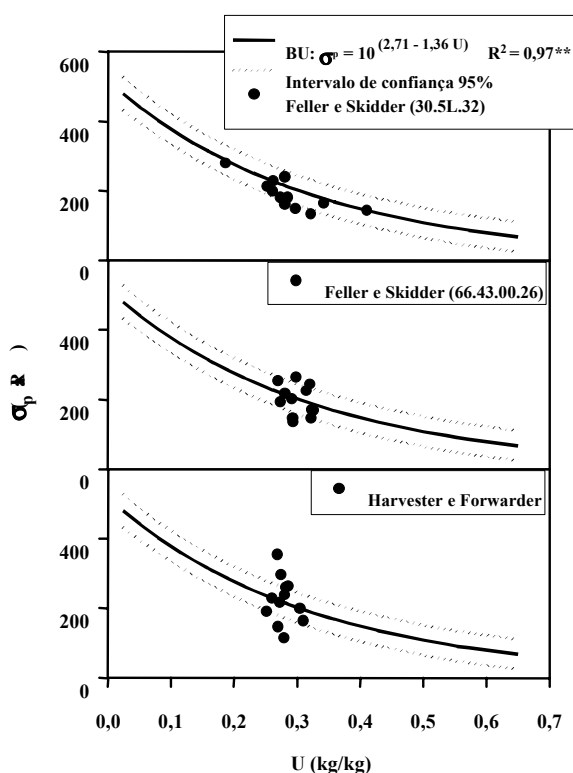 BU: σp = 10 (2,71 - 1,36 U) R² = 0,97**
Intervalo de confiança 95%
Feller e Skidder (30.5L.32)
600
400
200
0
Feller e Skidder (66.43.00.26)
400
200
0
Harvester e Forwarder
400
200
0
σp )
0,0 0,1 0,2 0,3 0,4 0,5 0,6 0,7
U (kg/kg)